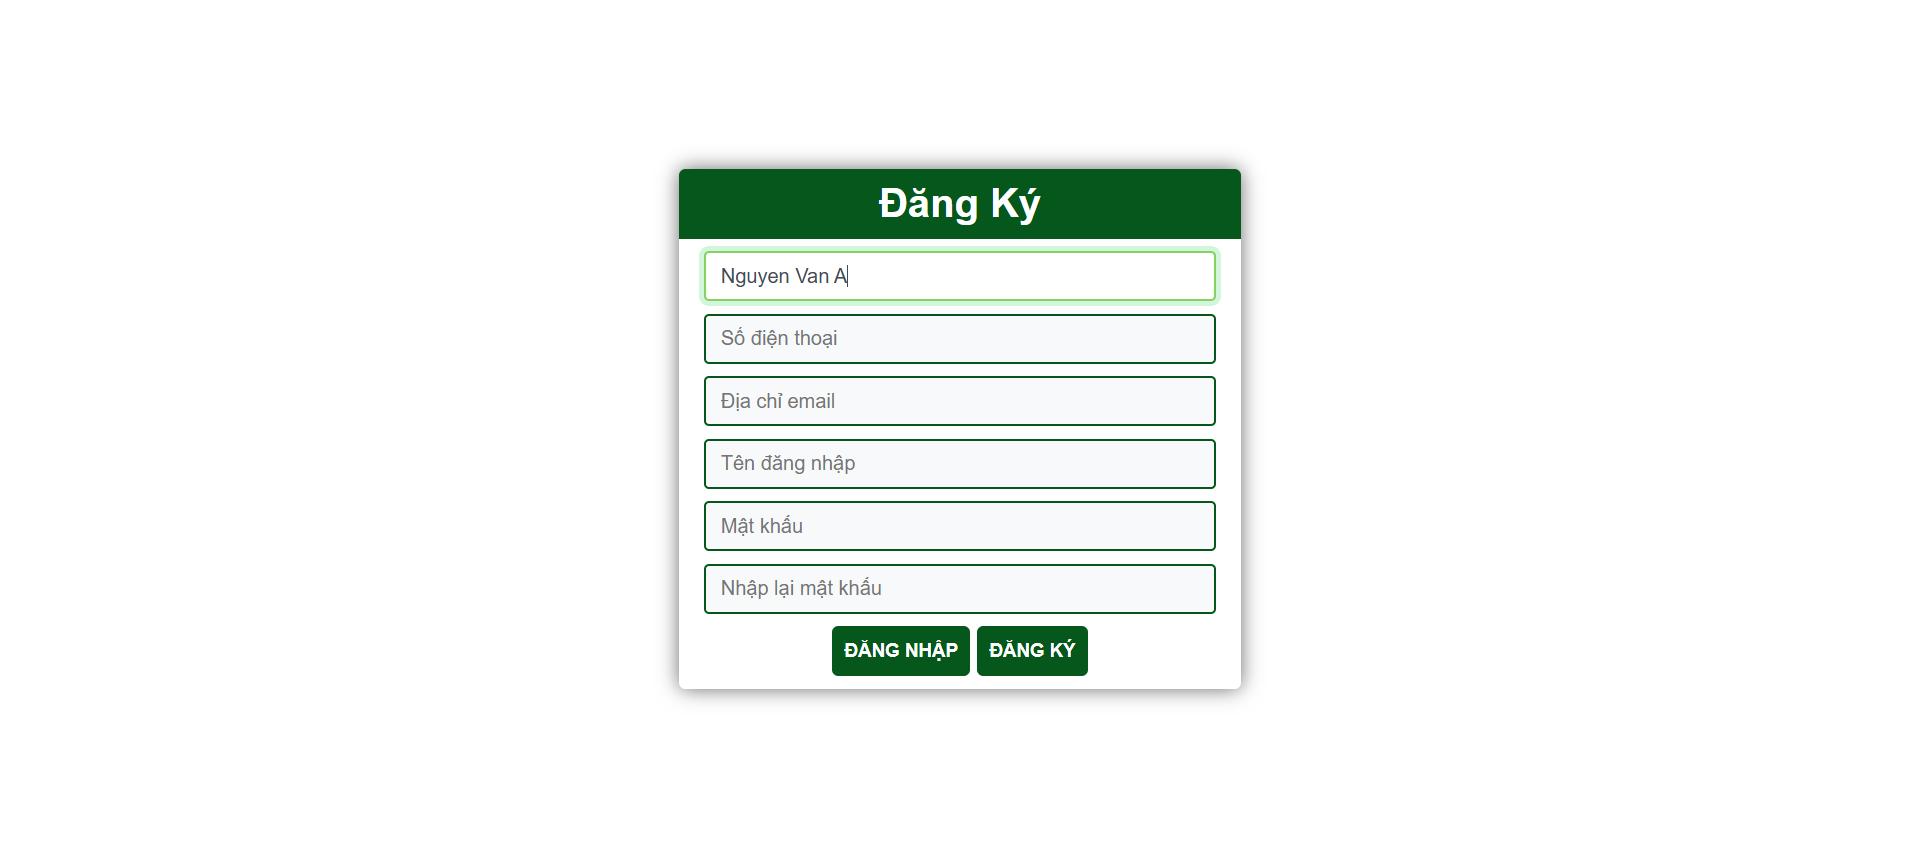 Đăng Ký
Nguyen Van A
Số điện thoại
Địa chỉ email
Tên đăng nhập
Mật khẩu
Nhập lại mật khẩu
ĐĂNG NHẬP ĐĂNG KÝ